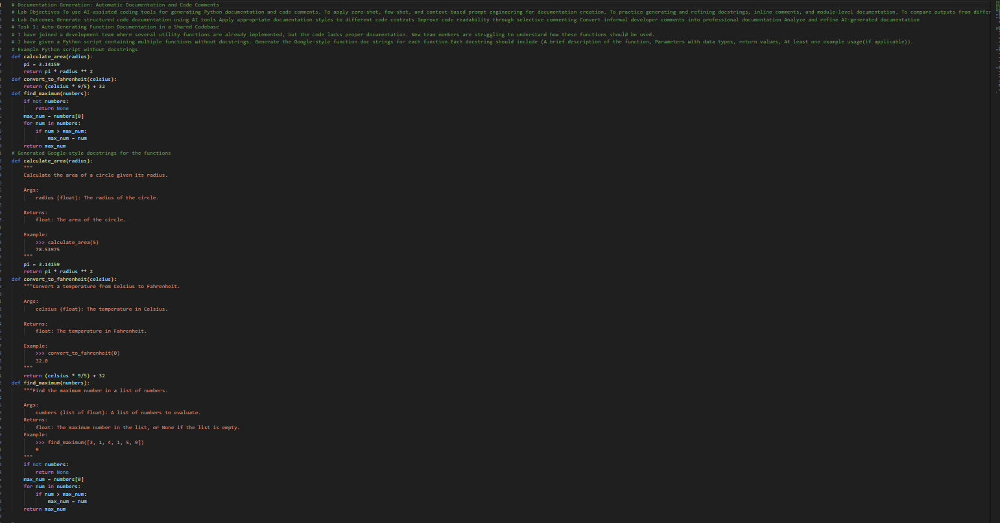 # Documentation Generation: Automatic Documentation and Code Comments
# Lab Objectives To use AI-assisted coding tools for generating Python documentation and code comments. To apply zero-shot, few-shot, and context-based prompt engineering for documentation creation. To practice generating and refining docstrings, inline comments, and module-level documentation. To compare outputs from differ
# Lab Outcomes Generate structured code documentation using AI tools Apply appropriate documentation styles to different code contexts Improve code readability through selective commenting Convert informal developer comments into professional documentation Analyze and refine AI-generated documentation
# Task 1: Auto-Generating Function Documentation in a Shared Codebase
# I have joined a development team where several utility functions are already implemented, but the code lacks proper documentation. New team members are struggling to understand how these functions should be used.
# I have given a Python script containing multiple functions without docstrings. Generate the Google-style function doc strings for each function.Each docstring should include (A brief description of the function, Parameters with data types, return values, At least one example usage(if applicable)).
# Example Python script without docstrings
def calculate_area(radius):
    pi = 3.14159
    return pi * radius ** 2
def convert_to_fahrenheit(celsius):
    return (celsius * 9/5) + 32
def find_maximum(numbers):
    if not numbers:
        return None
    max_num = numbers[0]
    for num in numbers:
        if num > max_num:
            max_num = num
    return max_num
# Generated Google-style docstrings for the functions
def calculate_area(radius):
    """
    Calculate the area of a circle given its radius.

    Args:
        radius (float): The radius of the circle.

    Returns:
        float: The area of the circle.

    Example:
        >>> calculate_area(5)
        78.53975
    """
    pi = 3.14159
    return pi * radius ** 2
def convert_to_fahrenheit(celsius):
    """Convert a temperature from Celsius to Fahrenheit.

    Args:
        celsius (float): The temperature in Celsius.

    Returns:
        float: The temperature in Fahrenheit.

    Example:
        >>> convert_to_fahrenheit(0)
        32.0
    """
    return (celsius * 9/5) + 32
def find_maximum(numbers):
    """Find the maximum number in a list of numbers.

    Args:
        numbers (list of float): A list of numbers to evaluate.
    Returns:
        float: The maximum number in the list, or None if the list is empty.
    Example:
        >>> find_maximum([3, 1, 4, 1, 5, 9])
        9
    """
    if not numbers:
        return None
    max_num = numbers[0]
    for num in numbers:
        if num > max_num:
            max_num = num
    return max_num